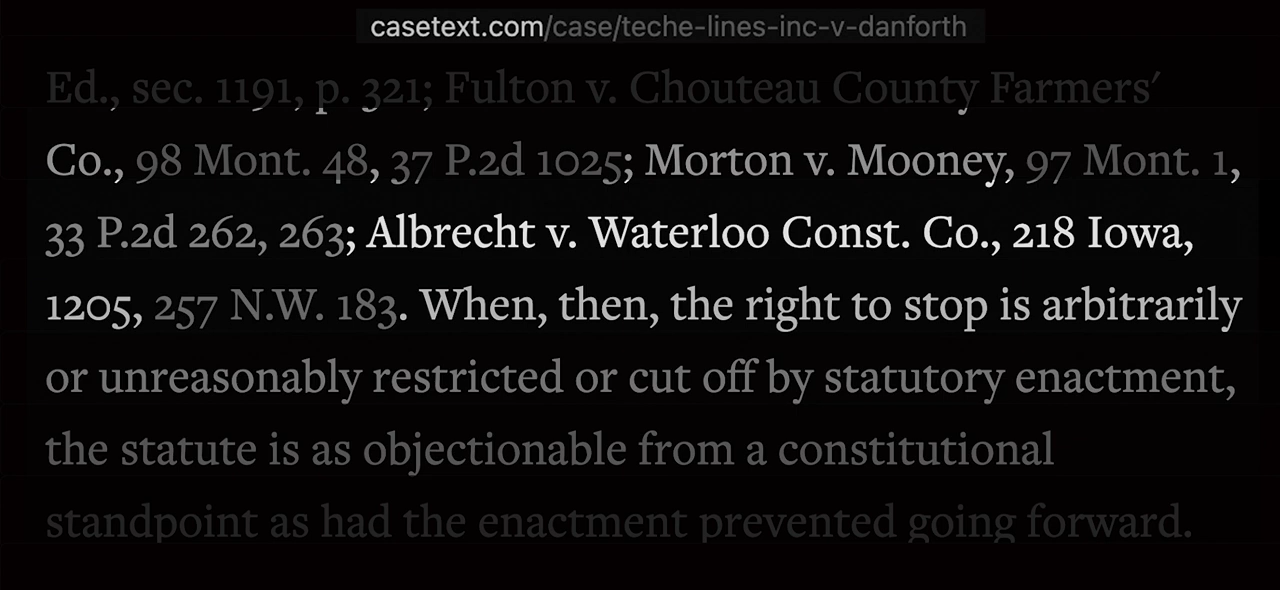 casetext.com/case/teche-lines-inc-v-danforth
Ed., sec. 1191, p. 321; Fulton v. Chouteau County Farmers'
Co., 98 Mont. 48, 37 P.2d 1025; Morton v. Mooney, 97 Mont. 1,
33 P.2d 262, 263; Albrecht v. Waterloo Const. Co., 218 Iowa,
1205, 257 N.W. 183. When, then, the right to stop is arbitrarily
or unreasonably restricted or cut off by statutory enactment,
the statute is as objectionable from a constitutional
standpoint as had the enactment prevented going forward.